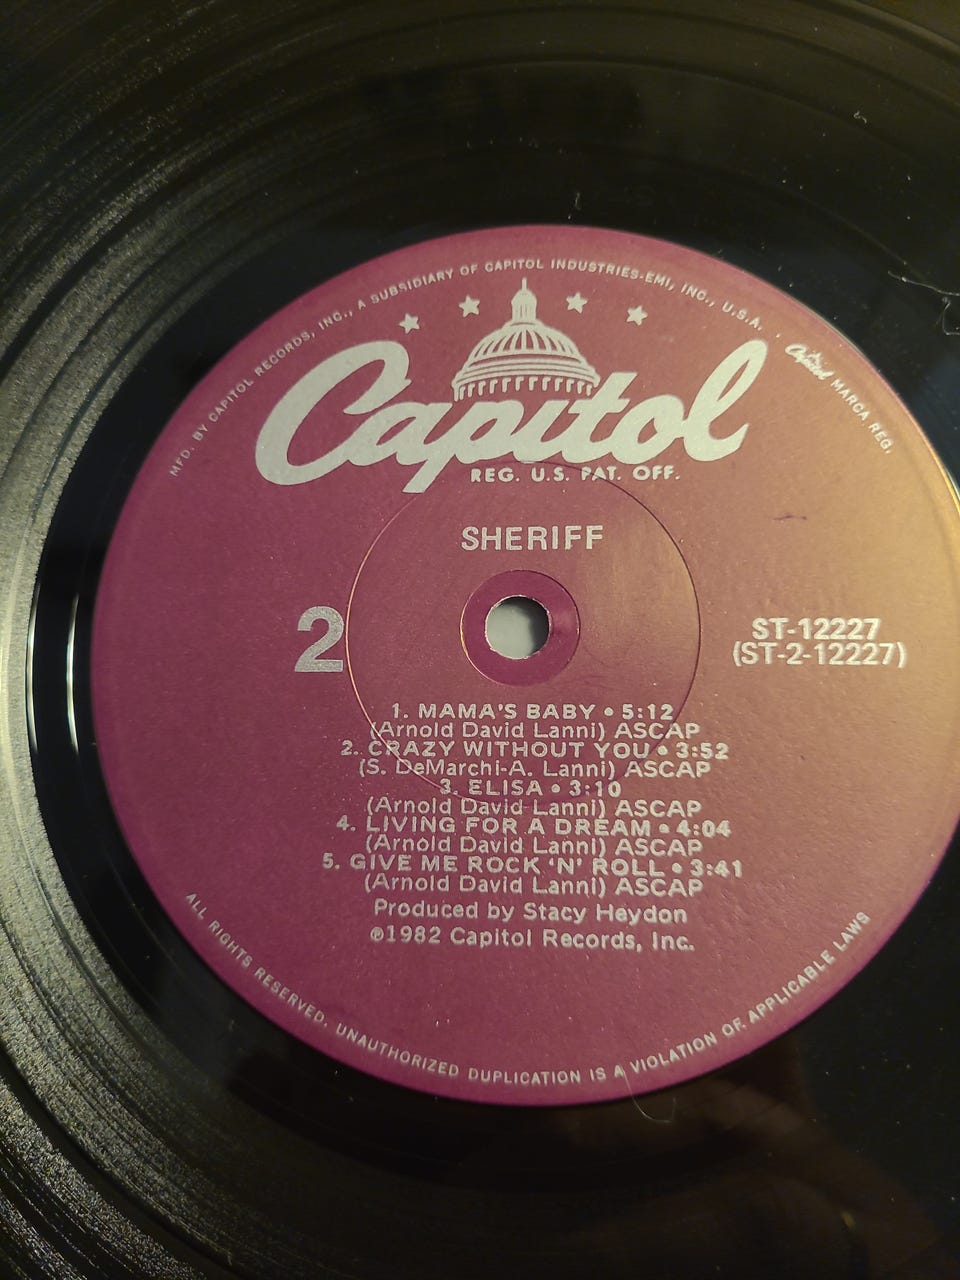 MFD. BY CAPITOL RECORDS, INC., A SUBSIDIARY OF CAPITOL INDUSTRIES-EMI, INC., U.S.A.
Capitol MARCA REG.
Capitol
REG. U.S. PAT. OFF.
SHERIFF
2
ST-12227
(ST-2-12227)
1. MAMA'S BABY • 5:12
(Arnold David Lanni) ASCAP
2. CRAZY WITHOUT YOU • 3:52
(S. DeMarchi-A. Lanni) ASCAP
3. ELISA • 3:10
(Arnold David Lanni) ASCAP
4. LIVING FOR A DREAM • 4:04
(Arnold David Lanni) ASCAP
5. GIVE ME ROCK 'N' ROLL • 3:41
(Arnold David Lanni) ASCAP
Produced by Stacy Heydon
℗1982 Capitol Records, Inc.
ALL RIGHTS RESERVED. UNAUTHORIZED DUPLICATION IS A VIOLATION OF APPLICABLE LAWS